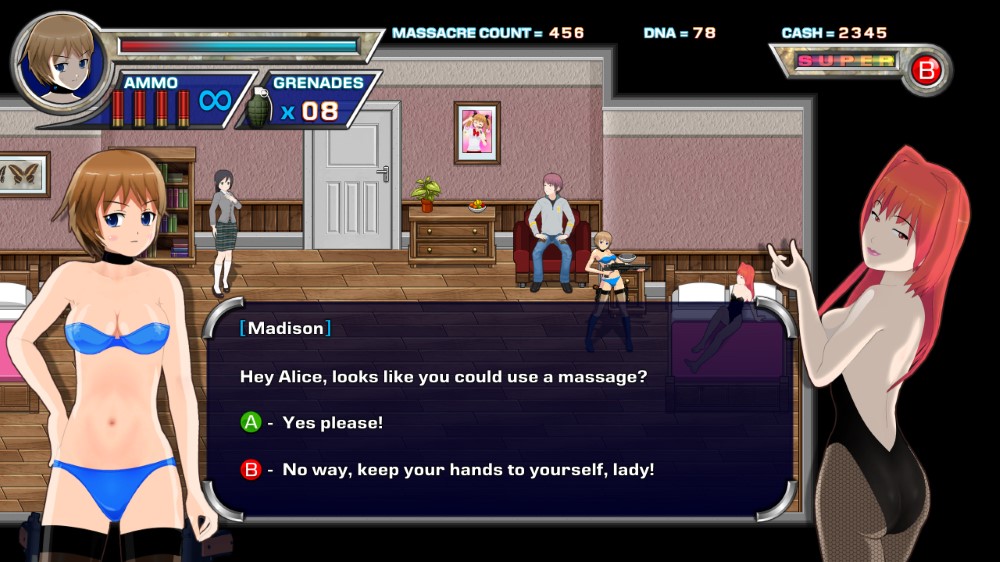 MASSACRE COUNT = 456 DNA = 78 CASH = 2345
SUPER B
AMMO GRENADES
∞ x 08
[Madison]
Hey Alice, looks like you could use a massage?
A - Yes please!
B - No way, keep your hands to yourself, lady!